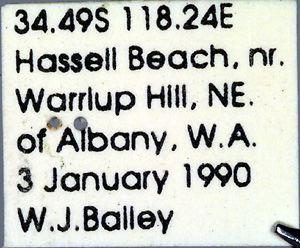 34.49S 118.24E
Hassell Beach, nr.
Warrlup Hill, NE.
of Albany, W.A.
3 January 1990
W.J.Bailey